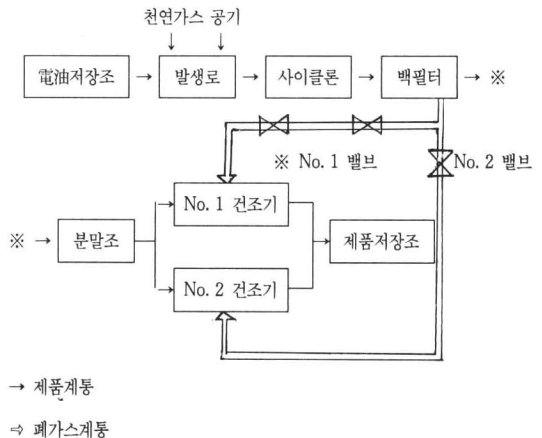 천연가스 공기
電油저장조 → 발생로 → 사이클론 → 백필터 → ※
※ No. 1 밸브
No. 2 밸브
No. 1 건조기
※ → 분말조
제품저장조
No. 2 건조기
→ 제품계통
⇨ 폐가스계통